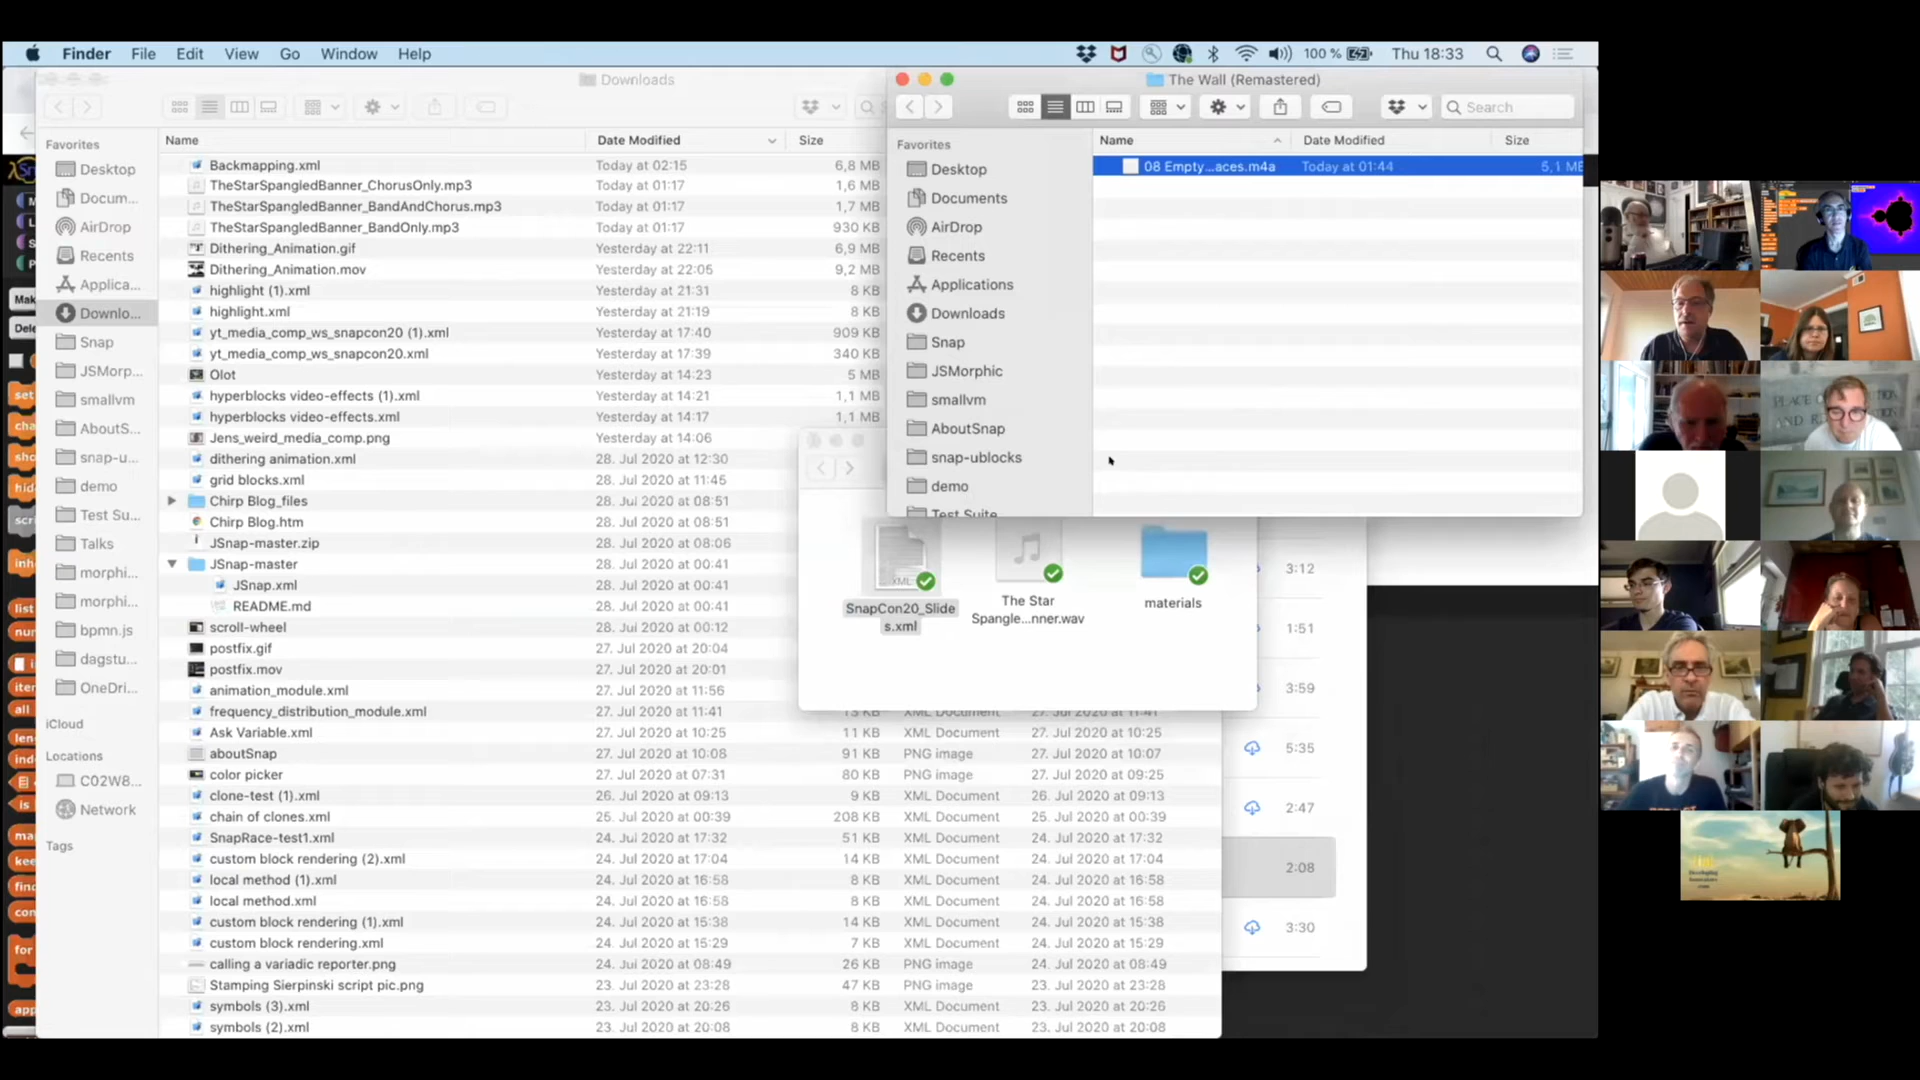 Finder File Edit View Go Window Help 100 % Thu 18:33
Downloads
Name Date Modified Size
Favorites
Desktop
Docum...
AirDrop
Recents
Applica...
Downlo...
Snap
JSMorp...
smallvm
AboutS...
snap-u...
demo
Test Su...
Talks
morphi...
morphi...
bpmn.js
dagstu...
OneDri...
iCloud
Locations
C02W8...
Network
Tags
Backmapping.xml Today at 02:15 6,8 MB
TheStarSpangledBanner_ChorusOnly.mp3 Today at 01:17 1,6 MB
TheStarSpangledBanner_BandAndChorus.mp3 Today at 01:17 1,7 MB
TheStarSpangledBanner_BandOnly.mp3 Today at 01:17 930 KB
Dithering_Animation.gif Yesterday at 22:11 6,9 MB
Dithering_Animation.mov Yesterday at 22:05 9,2 MB
highlight (1).xml Yesterday at 21:31 8 KB
highlight.xml Yesterday at 21:19 8 KB
yt_media_comp_ws_snapcon20 (1).xml Yesterday at 17:40 909 KB
yt_media_comp_ws_snapcon20.xml Yesterday at 17:39 340 KB
Olot Yesterday at 14:23 5 MB
hyperblocks video-effects (1).xml Yesterday at 14:21 1,1 MB
hyperblocks video-effects.xml Yesterday at 14:17 1,1 MB
Jens_weird_media_comp.png Yesterday at 14:06
dithering animation.xml 28. Jul 2020 at 12:30
grid blocks.xml 28. Jul 2020 at 11:45
Chirp Blog_files 28. Jul 2020 at 08:51
Chirp Blog.htm 28. Jul 2020 at 08:51
JSnap-master.zip 28. Jul 2020 at 08:06
JSnap-master 28. Jul 2020 at 00:41
JSnap.xml 28. Jul 2020 at 00:41
README.md 28. Jul 2020 at 00:41
scroll-wheel 28. Jul 2020 at 00:12
postfix.gif 27. Jul 2020 at 20:04
postfix.mov 27. Jul 2020 at 20:01
animation_module.xml 27. Jul 2020 at 11:56
frequency_distribution_module.xml 27. Jul 2020 at 11:41 13 KB XML Document 27. Jul 2020 at 11:41
Ask Variable.xml 27. Jul 2020 at 10:25 11 KB XML Document 27. Jul 2020 at 10:25
aboutSnap 27. Jul 2020 at 10:08 91 KB PNG image 27. Jul 2020 at 10:07
color picker 27. Jul 2020 at 07:31 80 KB PNG image 27. Jul 2020 at 09:25
clone-test (1).xml 26. Jul 2020 at 09:13 9 KB XML Document 26. Jul 2020 at 09:13
chain of clones.xml 25. Jul 2020 at 00:39 208 KB XML Document 25. Jul 2020 at 00:39
SnapRace-test1.xml 24. Jul 2020 at 17:32 51 KB XML Document 24. Jul 2020 at 17:32
custom block rendering (2).xml 24. Jul 2020 at 17:04 14 KB XML Document 24. Jul 2020 at 17:04
local method (1).xml 24. Jul 2020 at 16:58 8 KB XML Document 24. Jul 2020 at 16:58
local method.xml 24. Jul 2020 at 16:58 8 KB XML Document 24. Jul 2020 at 16:58
custom block rendering (1).xml 24. Jul 2020 at 15:38 14 KB XML Document 24. Jul 2020 at 15:38
custom block rendering.xml 24. Jul 2020 at 15:29 7 KB XML Document 24. Jul 2020 at 15:29
calling a variadic reporter.png 24. Jul 2020 at 08:49 26 KB PNG image 24. Jul 2020 at 08:49
Stamping Sierpinski script pic.png 23. Jul 2020 at 23:28 47 KB PNG image 23. Jul 2020 at 23:28
symbols (3).xml 23. Jul 2020 at 20:26 8 KB XML Document 23. Jul 2020 at 20:26
symbols (2).xml 23. Jul 2020 at 20:08 8 KB XML Document 23. Jul 2020 at 20:08
The Wall (Remastered)
Search
Name Date Modified Size
08 Empty...aces.m4a Today at 01:44 5,1 MB
Favorites
Desktop
Documents
AirDrop
Recents
Applications
Downloads
Snap
JSMorphic
smallvm
AboutSnap
snap-ublocks
demo
Test Suite
SnapCon20_Slide
s.xml
The Star
Spangle...nner.wav
materials
3:12
1:51
3:59
5:35
2:47
2:08
3:30